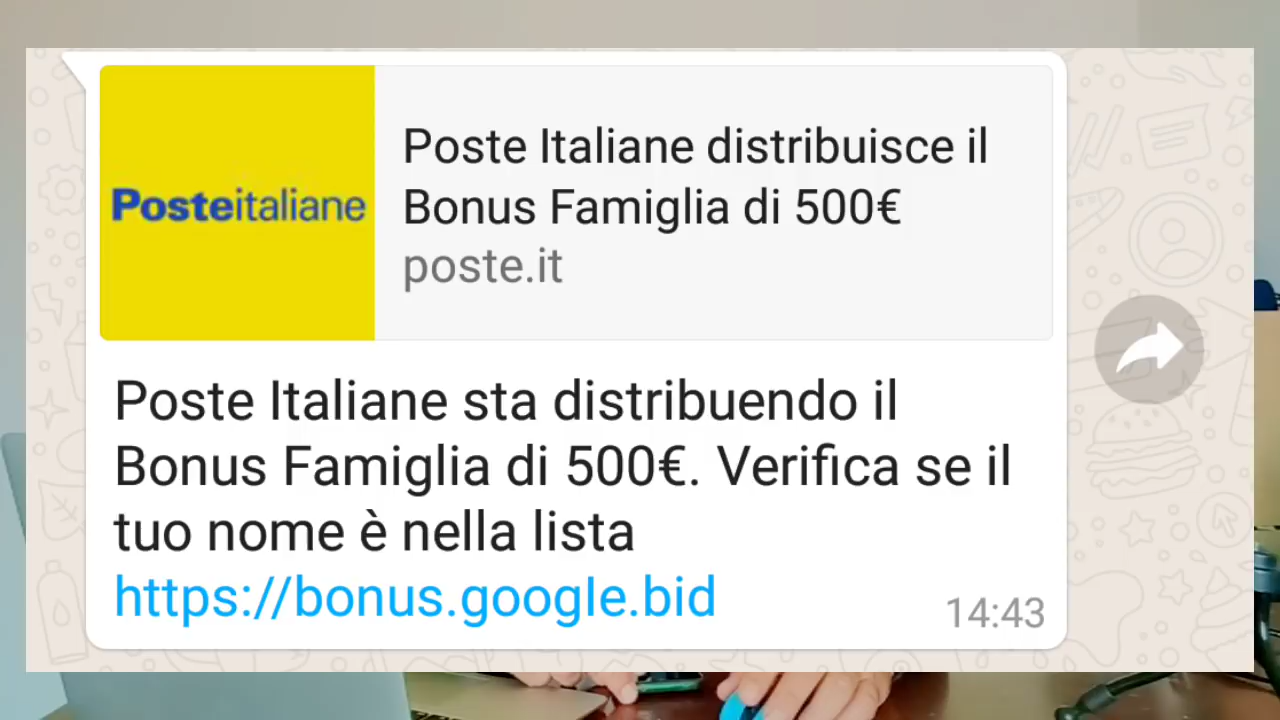 Posteitaliane
Poste Italiane distribuisce il
Bonus Famiglia di 500€
poste.it
Poste Italiane sta distribuendo il
Bonus Famiglia di 500€. Verifica se il
tuo nome è nella lista
https://bonus.google.bid
14:43